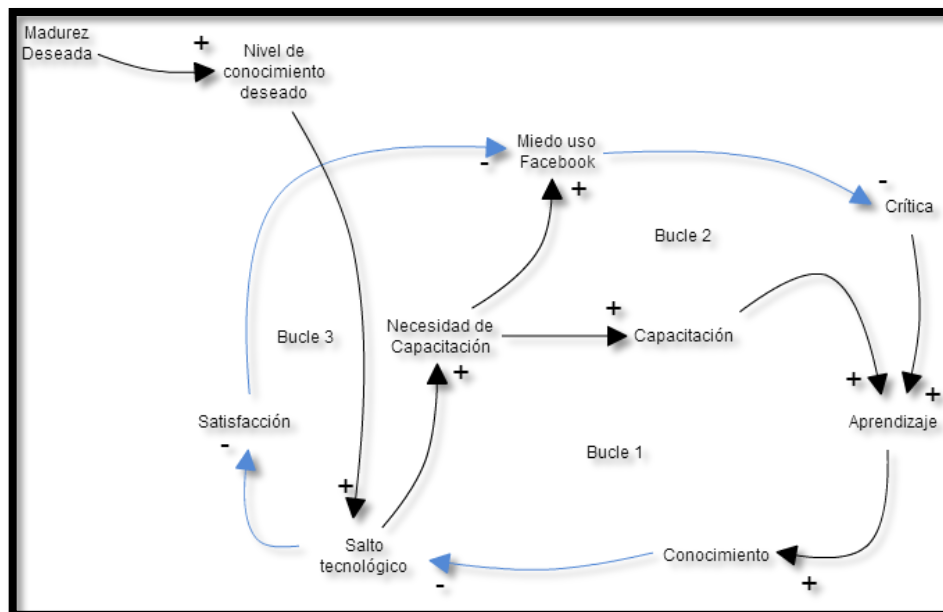 Madurez
Deseada
+
Nivel de
conocimiento
deseado
Miedo uso
Facebook
-
+
-
Crítica
Bucle 2
Bucle 3
Necesidad de
Capacitación
+
+
Capacitación
+
+
Satisfacción
-
Aprendizaje
Bucle 1
+
Salto
tecnológico
-
Conocimiento
+